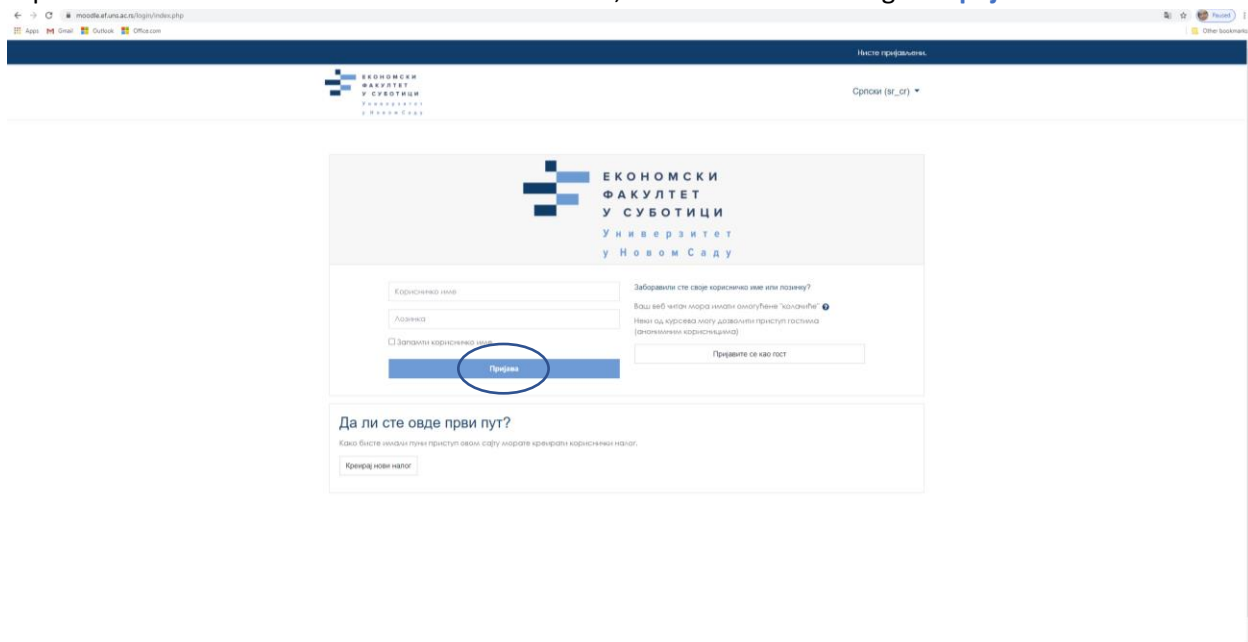 moodle.ef.uns.ac.rs/login/index.php
Paused
Apps Gmail Outlook Office.com
Other bookmarks
Нисте пријављени.
ЕКОНОМСКИ
ФАКУЛТЕТ
У СУБОТИЦИ
Универзитет
у Новом Саду
Српски (sr_cr)
ЕКОНОМСКИ
ФАКУЛТЕТ
У СУБОТИЦИ
Универзитет
у Новом Саду
Корисничко име
Лозинка
Запамти корисничко име
Пријава
Заборавили сте своје корисничко име или лозинку?
Ваш веб читач мора имати омогућене "колачиће"
Неки од курсева могу дозволити приступ гостима
(анонимним корисницима)
Пријавите се као гост
Да ли сте овде први пут?
Како бисте имали пуни приступ овом сајту морате креирати кориснички налог.
Креирај нови налог